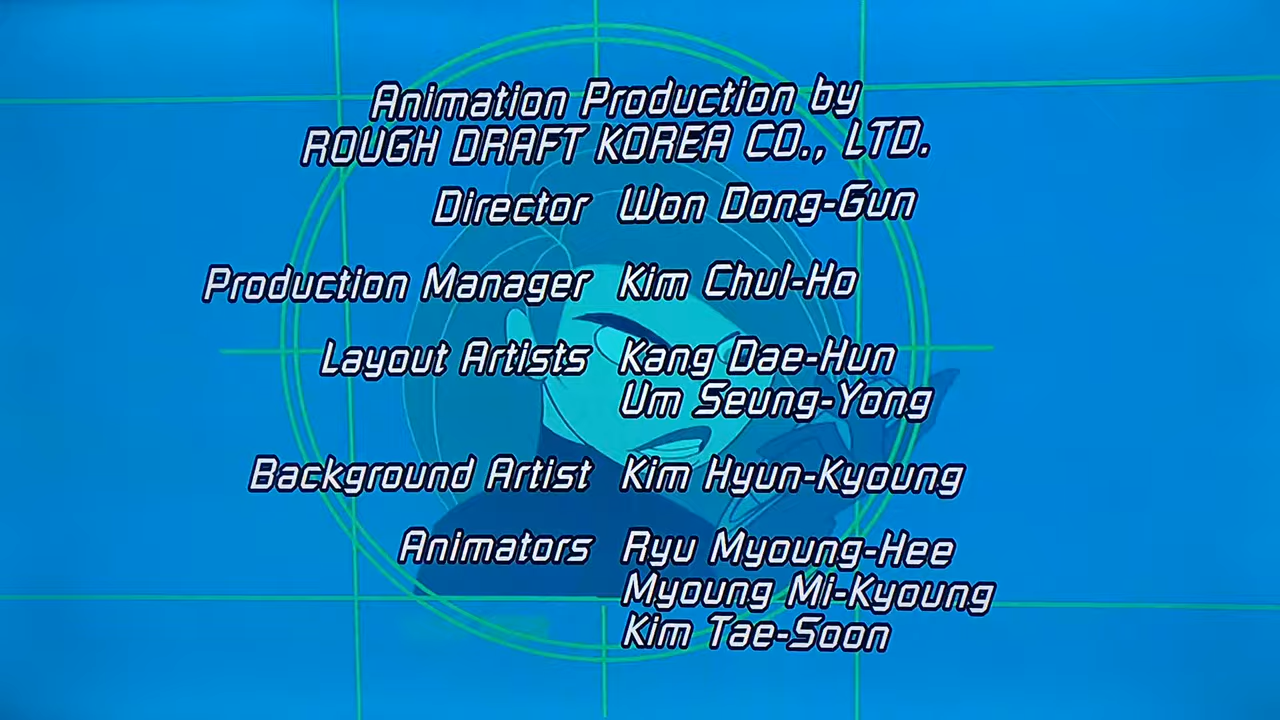 Animation Production by
ROUGH DRAFT KOREA CO., LTD.
Director Won Dong-Gun
Production Manager Kim Chul-Ho
Layout Artists Kang Dae-Hun
Um Seung-Yong
Background Artist Kim Hyun-Kyoung
Animators Ryu Myoung-Hee
Myoung Mi-Kyoung
Kim Tae-Soon